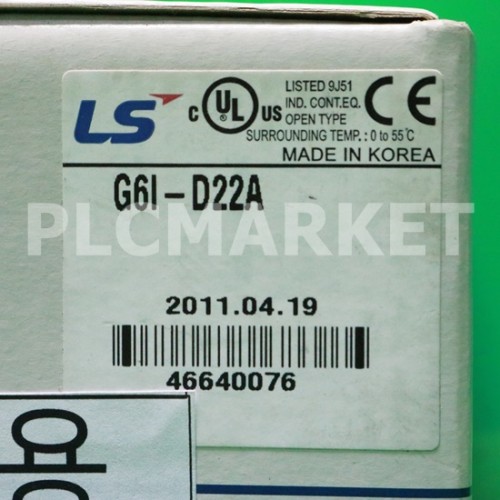 LS
C UL US
LISTED 9J51
IND. CONT.EQ.
OPEN TYPE
CE
SURROUNDING TEMP. : 0 to 55℃
MADE IN KOREA
G6I-D22A
PLCMARKET
2011.04.19
46640076